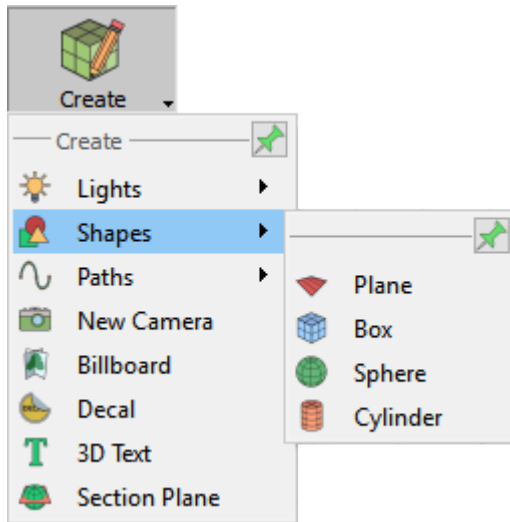 Create
Create
Lights
Shapes
Paths
New Camera
Billboard
Decal
3D Text
Section Plane
Plane
Box
Sphere
Cylinder